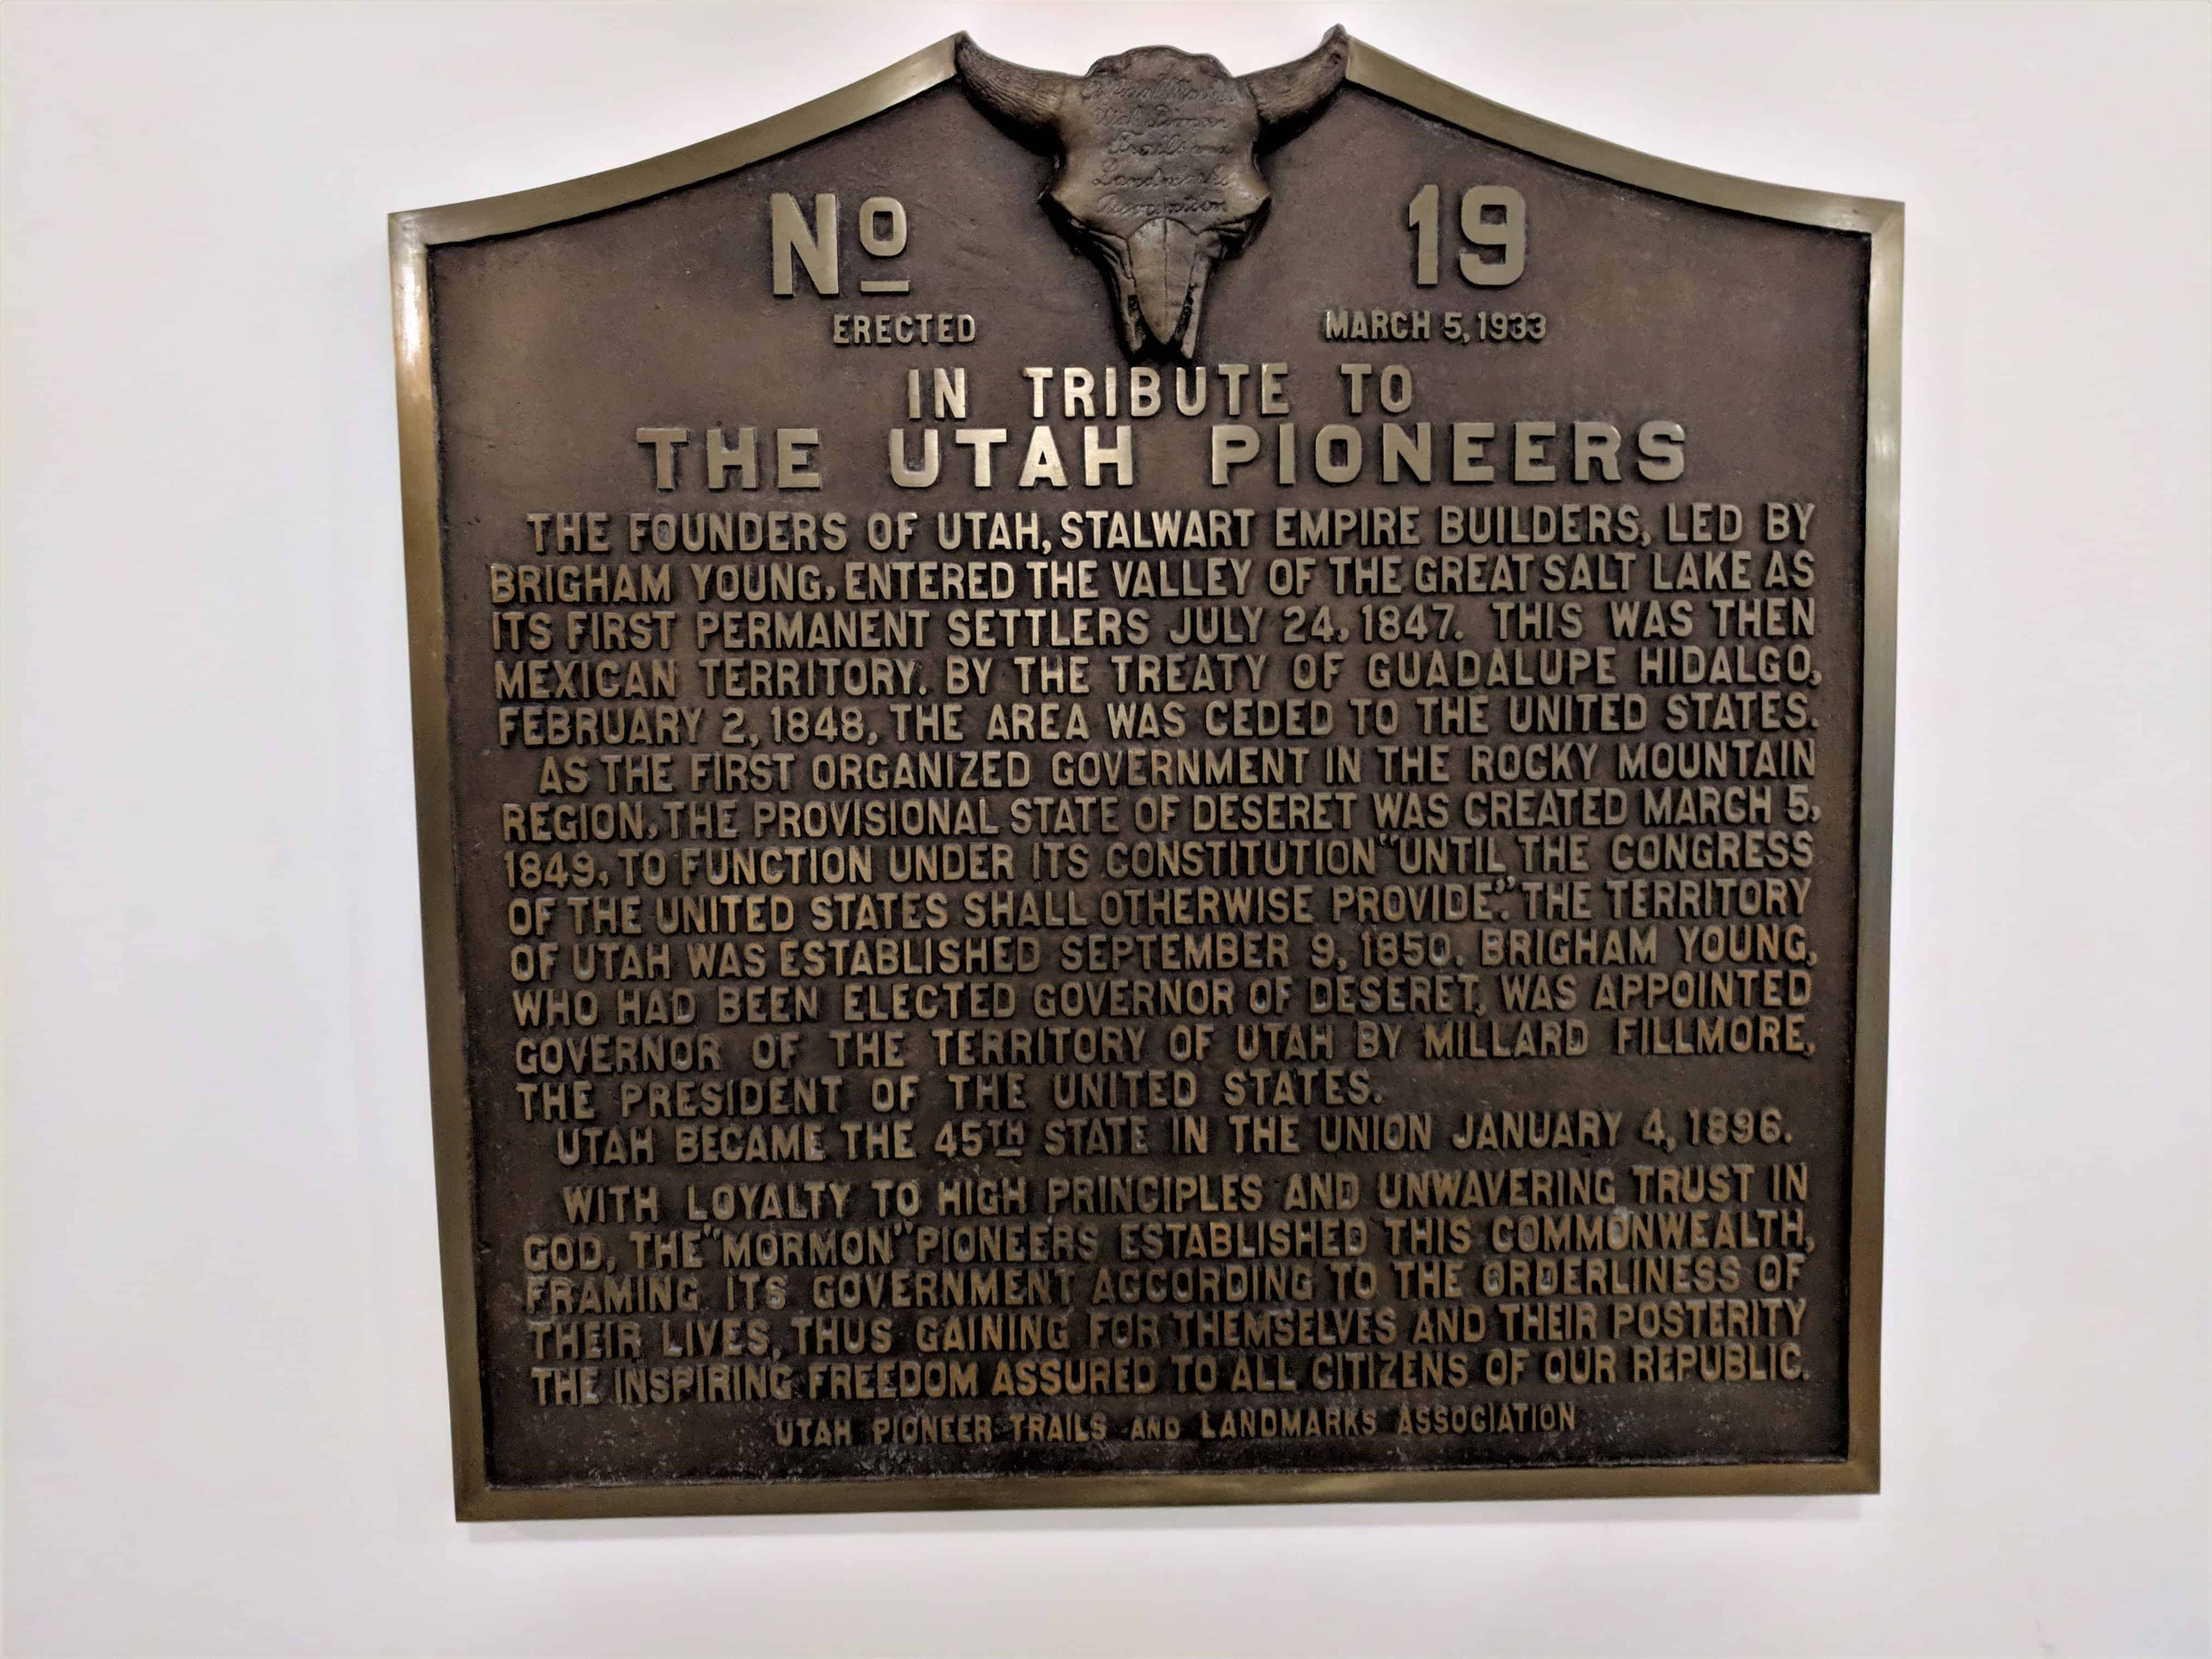 Official Marker
Utah Pioneer
Trails and
Landmarks
Association
No 19
ERECTED MARCH 5, 1933
IN TRIBUTE TO
THE UTAH PIONEERS
THE FOUNDERS OF UTAH, STALWART EMPIRE BUILDERS, LED BY
BRIGHAM YOUNG, ENTERED THE VALLEY OF THE GREAT SALT LAKE AS
ITS FIRST PERMANENT SETTLERS JULY 24, 1847. THIS WAS THEN
MEXICAN TERRITORY. BY THE TREATY OF GUADALUPE HIDALGO,
FEBRUARY 2, 1848, THE AREA WAS CEDED TO THE UNITED STATES.
AS THE FIRST ORGANIZED GOVERNMENT IN THE ROCKY MOUNTAIN
REGION, THE PROVISIONAL STATE OF DESERET WAS CREATED MARCH 5,
1849, TO FUNCTION UNDER ITS CONSTITUTION "UNTIL THE CONGRESS
OF THE UNITED STATES SHALL OTHERWISE PROVIDE". THE TERRITORY
OF UTAH WAS ESTABLISHED SEPTEMBER 9, 1850. BRIGHAM YOUNG,
WHO HAD BEEN ELECTED GOVERNOR OF DESERET, WAS APPOINTED
GOVERNOR OF THE TERRITORY OF UTAH BY MILLARD FILLMORE,
THE PRESIDENT OF THE UNITED STATES.
UTAH BECAME THE 45TH STATE IN THE UNION JANUARY 4, 1896.
WITH LOYALTY TO HIGH PRINCIPLES AND UNWAVERING TRUST IN
GOD, THE "MORMON" PIONEERS ESTABLISHED THIS COMMONWEALTH,
FRAMING ITS GOVERNMENT ACCORDING TO THE ORDERLINESS OF
THEIR LIVES, THUS GAINING FOR THEMSELVES AND THEIR POSTERITY
THE INSPIRING FREEDOM ASSURED TO ALL CITIZENS OF OUR REPUBLIC.
UTAH PIONEER TRAILS AND LANDMARKS ASSOCIATION